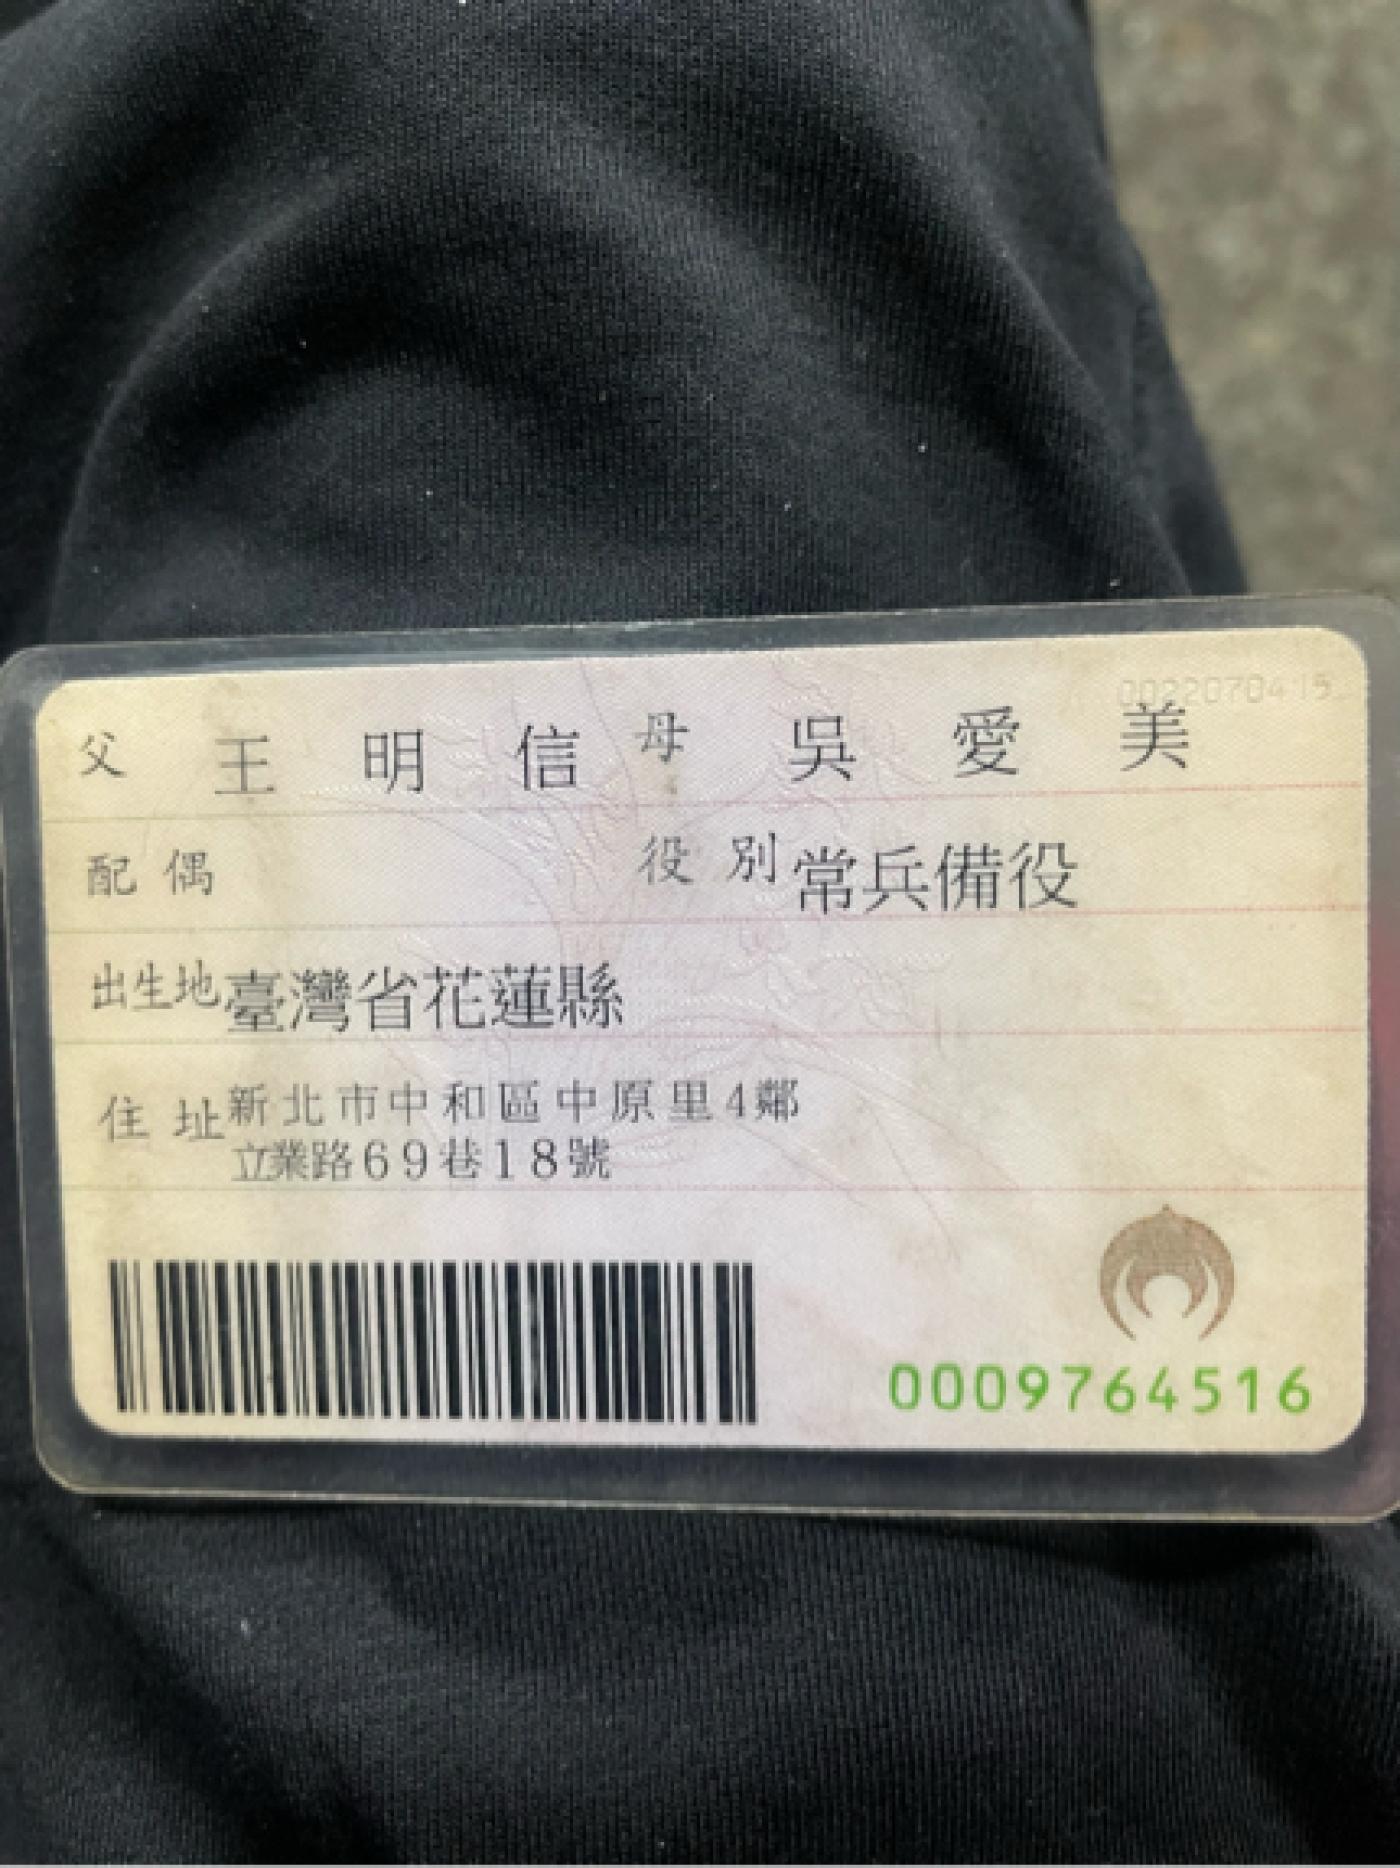 0022070415
父 王明信 母 吳愛美
配偶 役別 常兵備役
出生地 臺灣省花蓮縣
住址 新北市中和區中原里4鄰
立業路69巷18號
0009764516